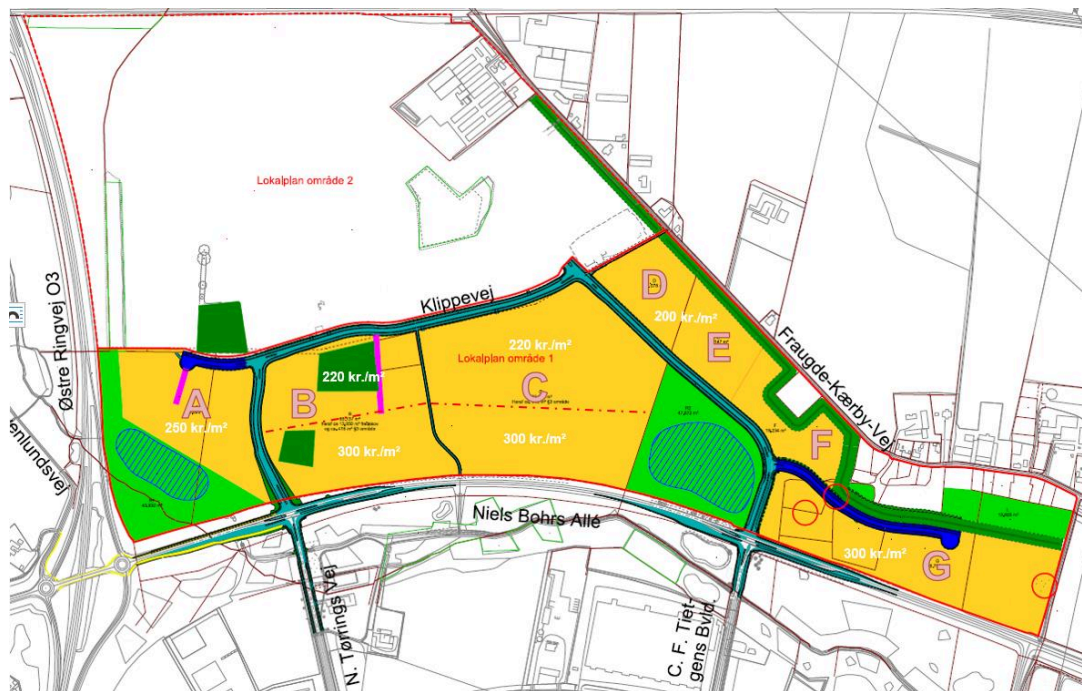 Lokalplan område 2
Østre Ringvej O3
Klippevej
D
200 kr./m²
E
220 kr./m²
Lokalplan område 1
Fraugde-Kærby-Vej
220 kr./m²
A
B
C
250 kr./m²
300 kr./m²
300 kr./m²
F
Niels Bohrs Allé
300 kr./m²
G
N. Tørrings Vej
C. F. Tiet-
gens Bvld